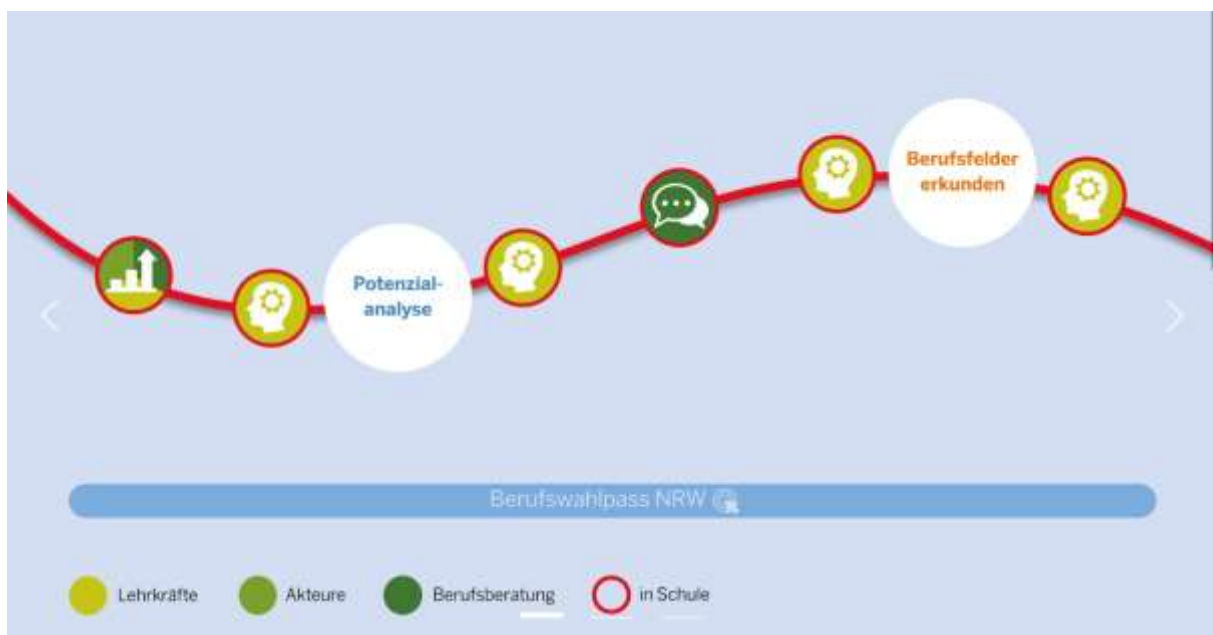 Berufsfelder
erkunden
Potenzial-
analyse
Berufswahlpass NRW
Lehrkräfte
Akteure
Berufsberatung
in Schule